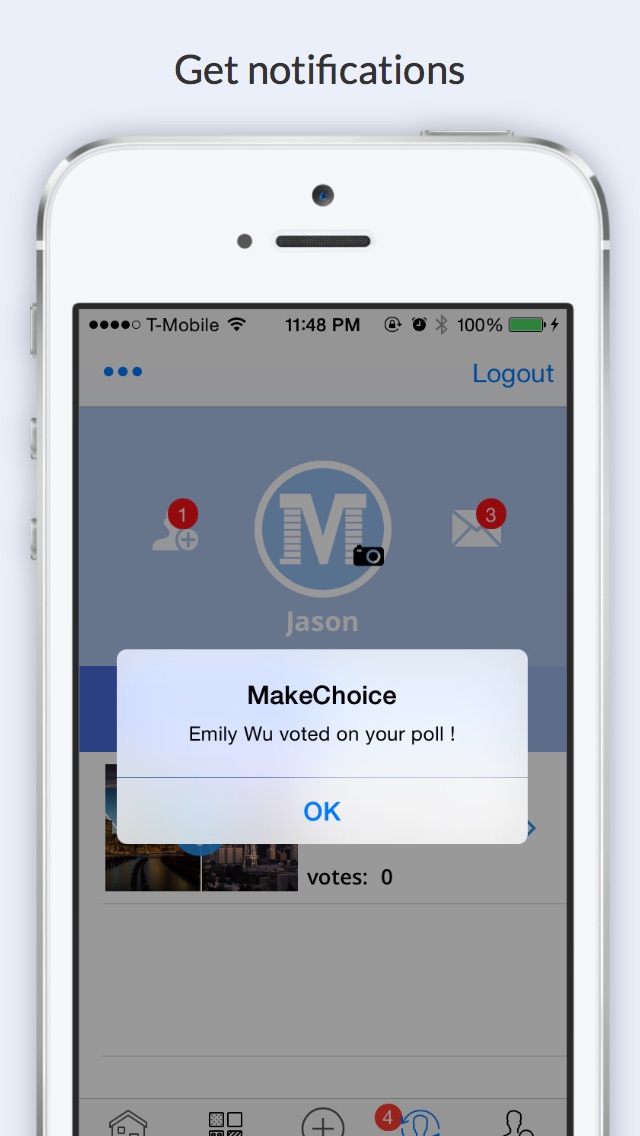 Get notifications
T-Mobile 11:48 PM 100%
Logout
1
M
3
Jason
MakeChoice
Emily Wu voted on your poll !
OK
votes: 0
4